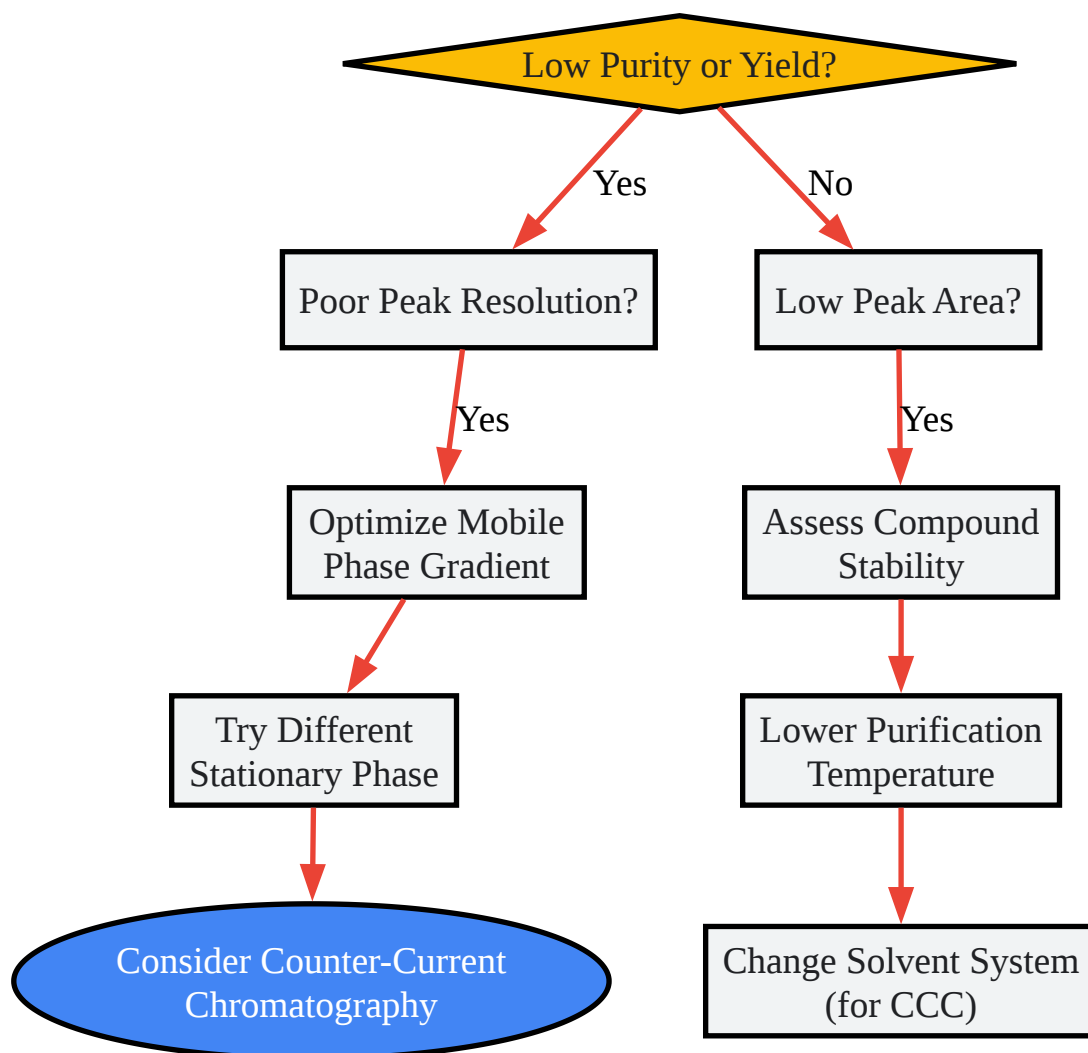 Low Purity or Yield?
Yes
No
Poor Peak Resolution?
Low Peak Area?
Yes
Yes
Optimize Mobile
Phase Gradient
Assess Compound
Stability
Try Different
Stationary Phase
Lower Purification
Temperature
Consider Counter-Current
Chromatography
Change Solvent System
(for CCC)